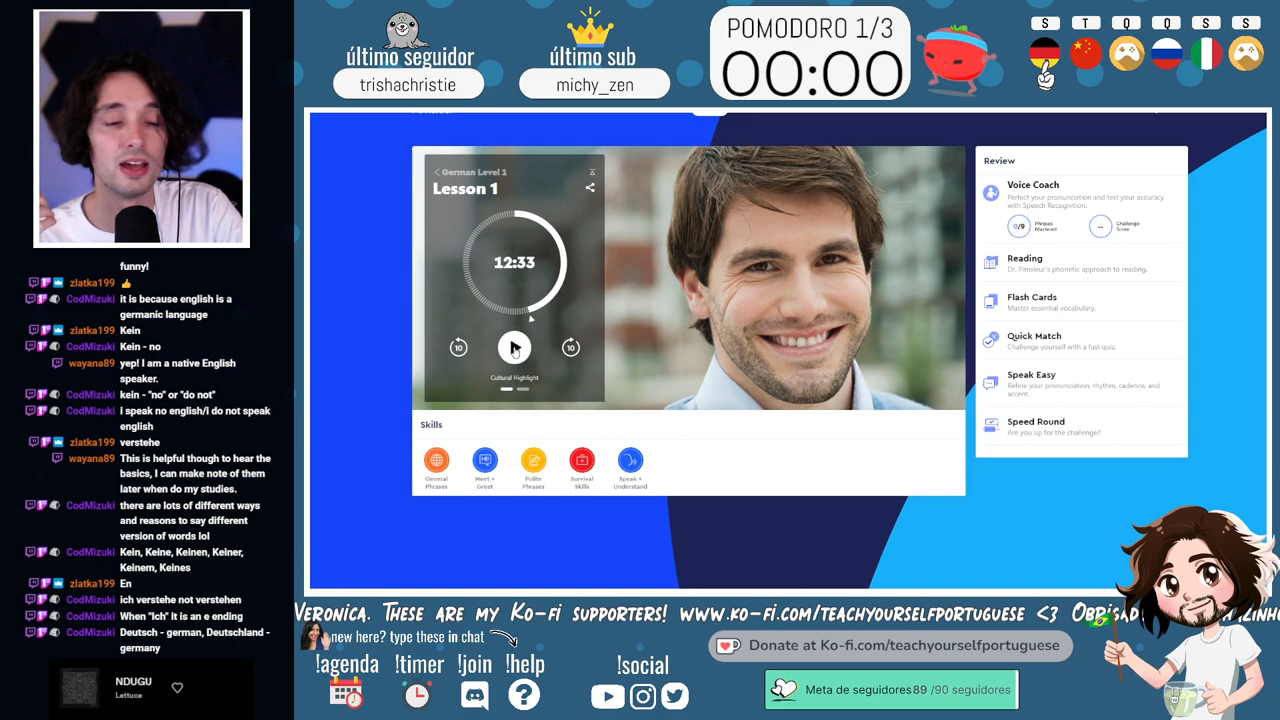 funny!
zlatka199 👍
CodMizuki it is because english is a
germanic language
zlatka199 Kein
CodMizuki Kein - no
wayana89 yep! I am a native English
speaker.
CodMizuki kein - "no" or "do not"
CodMizuki i speak no english/i do not speak
english
zlatka199 verstehe
wayana89 This is helpful though to hear the
basics, I can make note of them
later when do my studies.
CodMizuki there are lots of different ways
and reasons to say different
version of words lol
CodMizuki Kein, Keine, Keinen, Keiner,
Keinem, Keines
zlatka199 En
CodMizuki ich verstehe not verstehen
CodMizuki When "Ich" it is an e ending
CodMizuki Deutsch - german, Deutschland -
germany
NDUGU
Lettuce
último seguidor
trishachristie
último sub
michy_zen
POMODORO 1/3
00:00
S T Q Q S S
German Level 1
Lesson 1
12:33
10 10
Cultural Highlight
Skills
General
Phrases
Meet +
Greet
Polite
Phrases
Survival
Skills
Speak +
Understand
Review
Voice Coach
Perfect your pronunciation and test your accuracy
with Speech Recognition.
0/9 Phrases
Mastered
-- Challenge
Score
Reading
Dr. Pimsleur's phonetic approach to reading.
Flash Cards
Master essential vocabulary.
Quick Match
Challenge yourself with a fast quiz.
Speak Easy
Refine your pronunciation, rhythm, cadence, and
accent.
Speed Round
Are you up for the challenge?
Veronica. These are my Ko-fi supporters! www.ko-fi.com/teachyourselfportuguese <3
new here? type these in chat
!agenda !timer !join !help
!social
Donate at Ko-fi.com/teachyourselfportuguese
Meta de seguidores 89 /90 seguidores